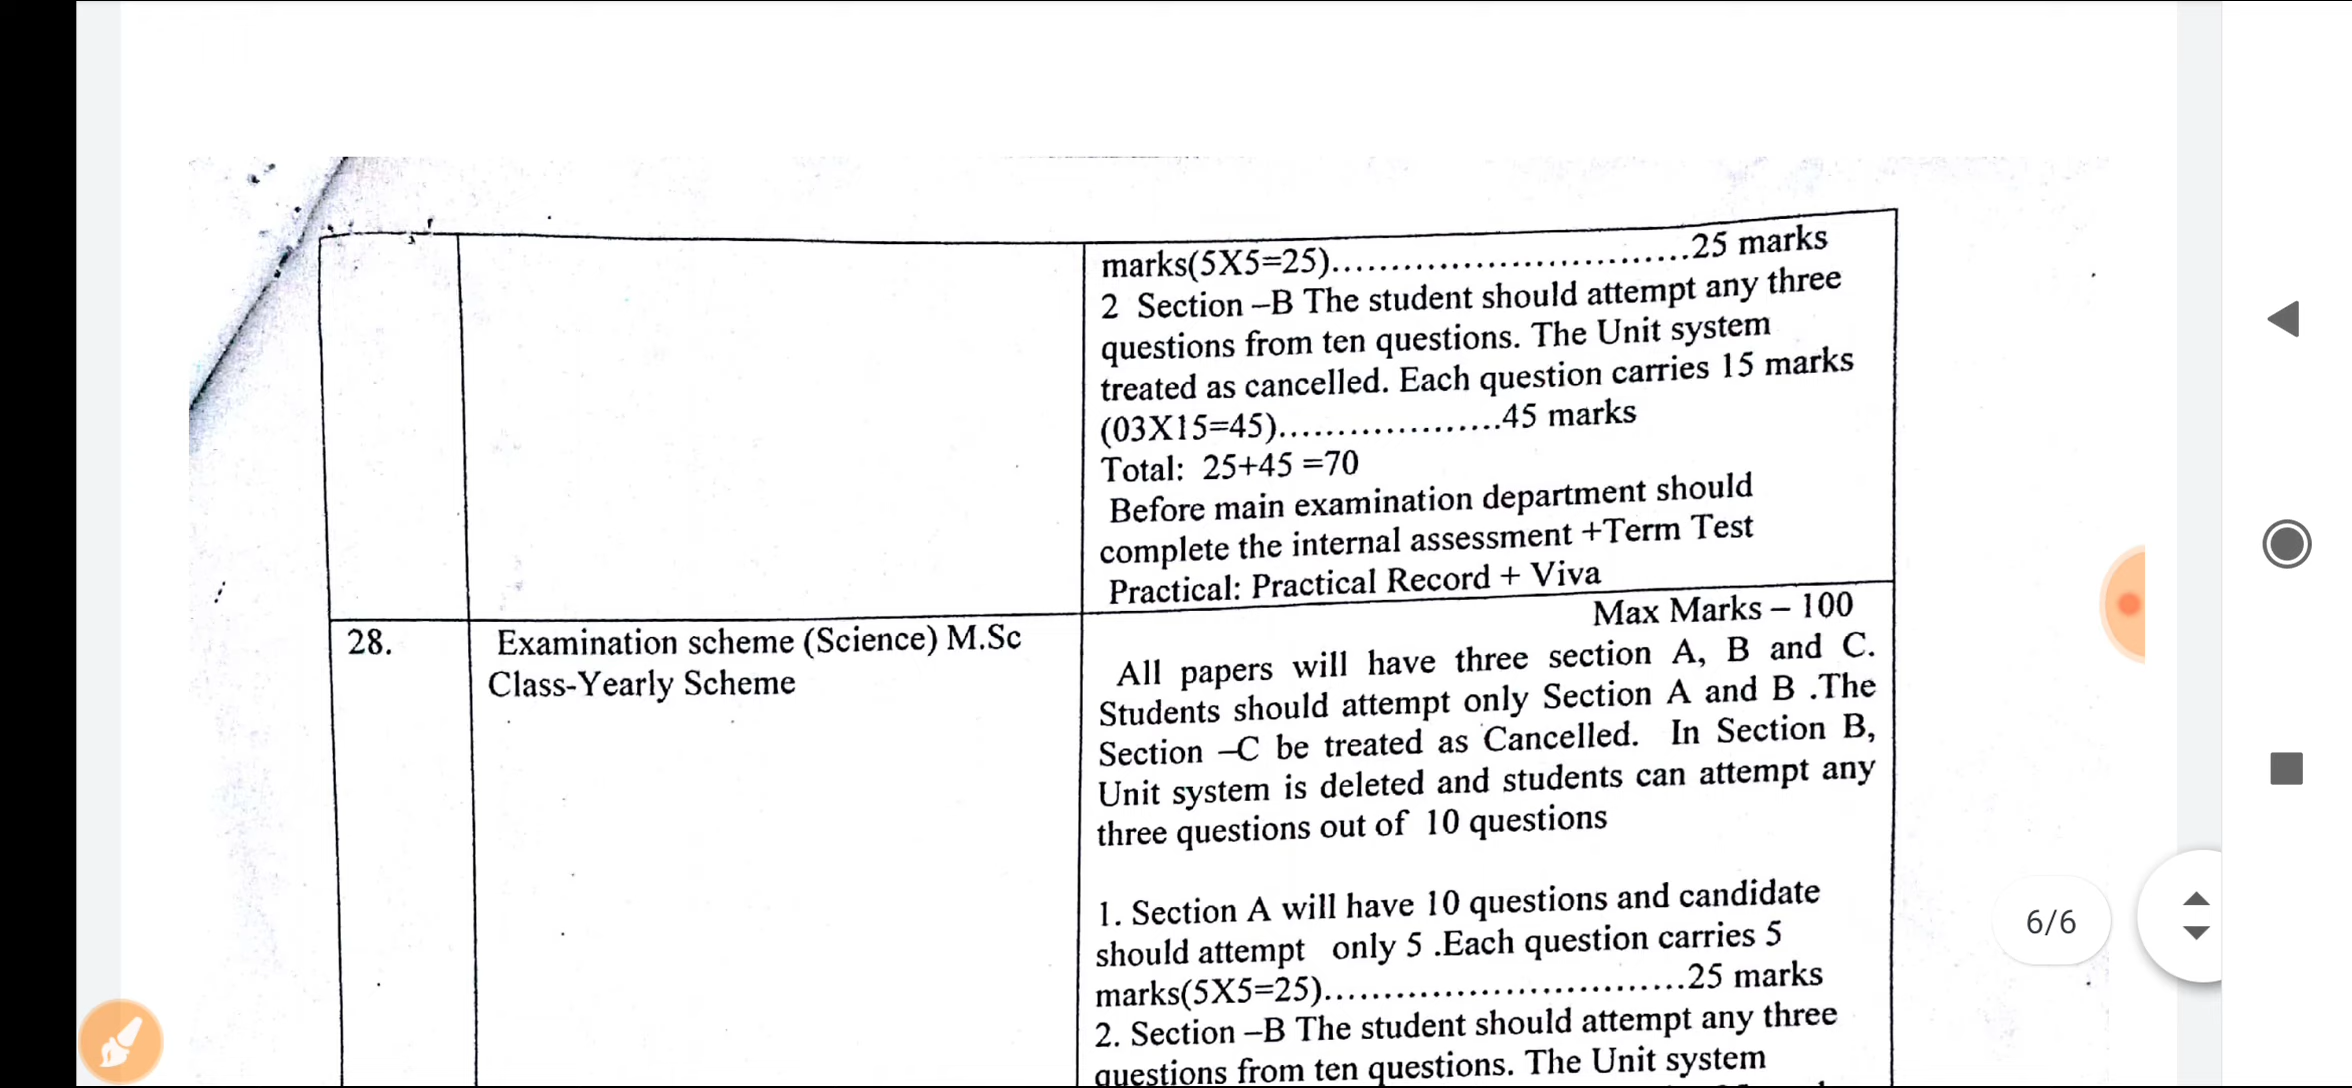 marks(5X5=25)..............................25 marks
2 Section –B The student should attempt any three
questions from ten questions. The Unit system
treated as cancelled. Each question carries 15 marks
(03X15=45)...................45 marks
Total: 25+45 =70
Before main examination department should
complete the internal assessment +Term Test
Practical: Practical Record + Viva
28.
Examination scheme (Science) M.Sc
Class-Yearly Scheme
Max Marks – 100
All papers will have three section A, B and C.
Students should attempt only Section A and B .The
Section –C be treated as Cancelled. In Section B,
Unit system is deleted and students can attempt any
three questions out of 10 questions
1. Section A will have 10 questions and candidate
should attempt only 5 .Each question carries 5
marks(5X5=25)..............................25 marks
2. Section –B The student should attempt any three
questions from ten questions. The Unit system
6/6